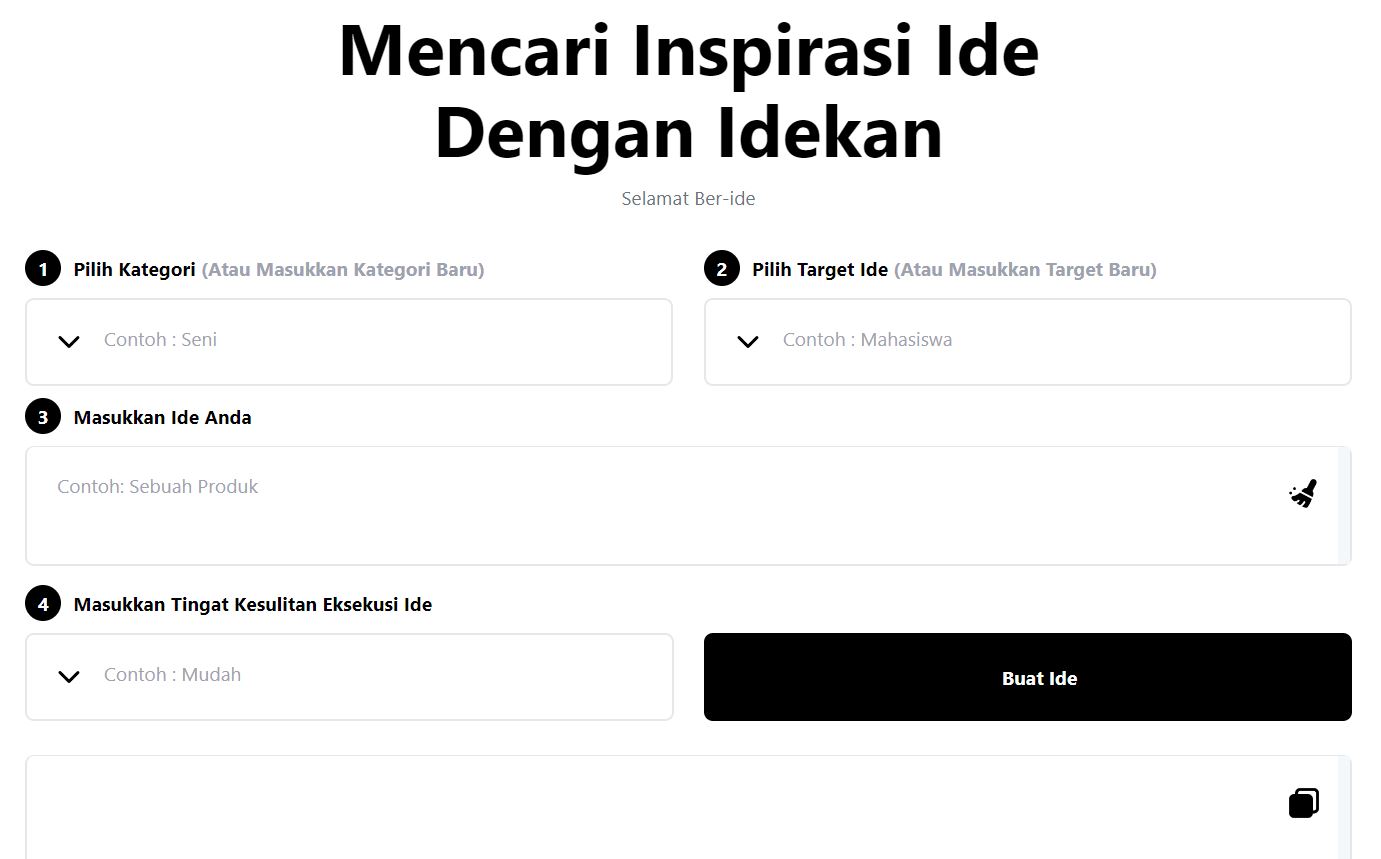 Mencari Inspirasi Ide
Dengan Idekan
Selamat Ber-ide
1 Pilih Kategori (Atau Masukkan Kategori Baru)
Contoh : Seni
2 Pilih Target Ide (Atau Masukkan Target Baru)
Contoh : Mahasiswa
3 Masukkan Ide Anda
Contoh: Sebuah Produk
4 Masukkan Tingat Kesulitan Eksekusi Ide
Contoh : Mudah
Buat Ide